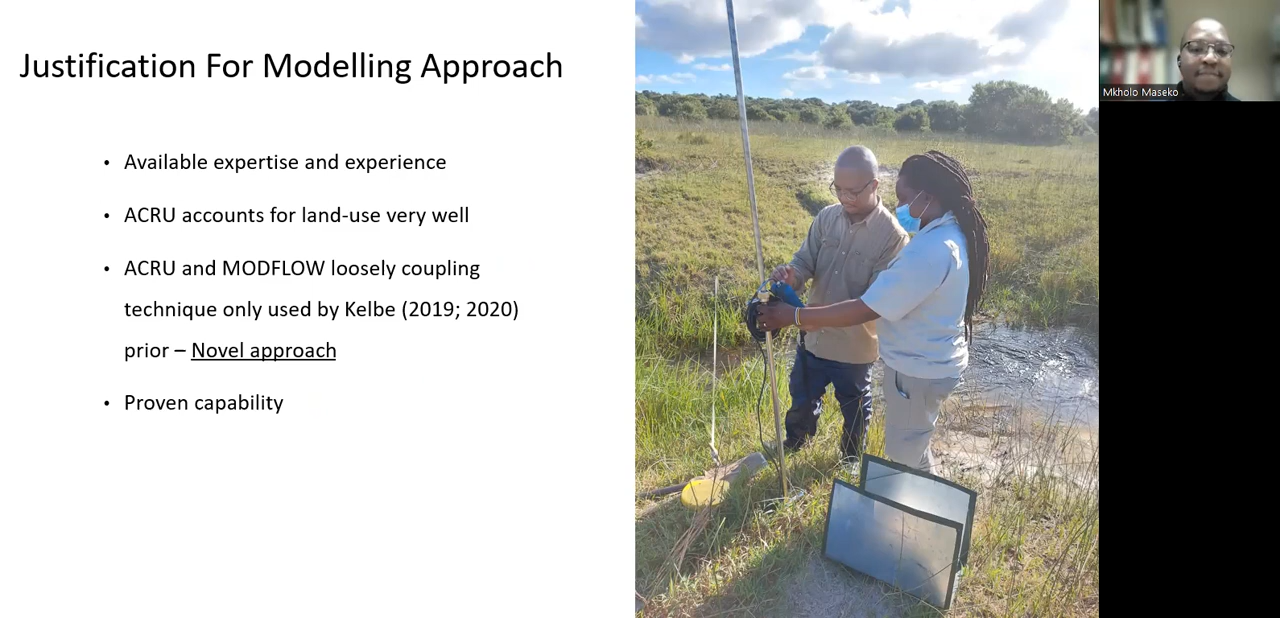 Justification For Modelling Approach
• Available expertise and experience
• ACRU accounts for land-use very well
• ACRU and MODFLOW loosely coupling
technique only used by Kelbe (2019; 2020)
prior – Novel approach
• Proven capability
Mkholo Maseko